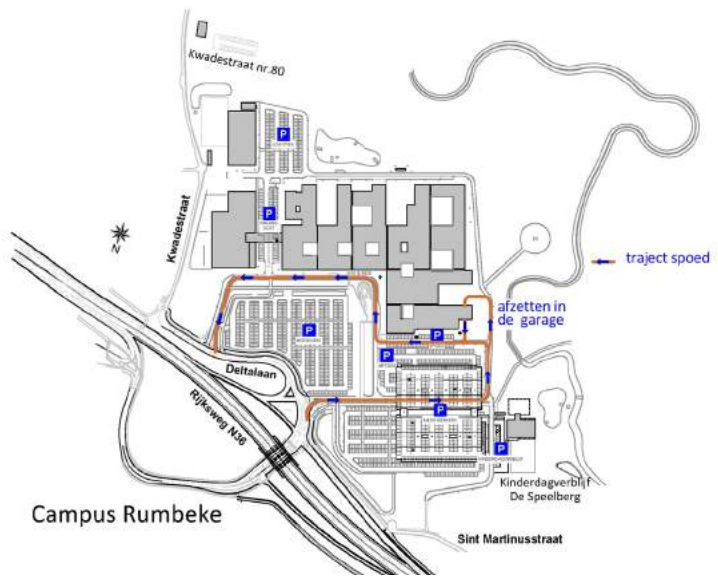 Kwadestraat nr.80
P
P
Kwadestraat
N
traject spoed
afzetten in
de garage
P
P
P
Deltalaan
P
Rijksweg N36
P
Kinderdagverblijf
De Speelberg
Campus Rumbeke
Sint Martinusstraat